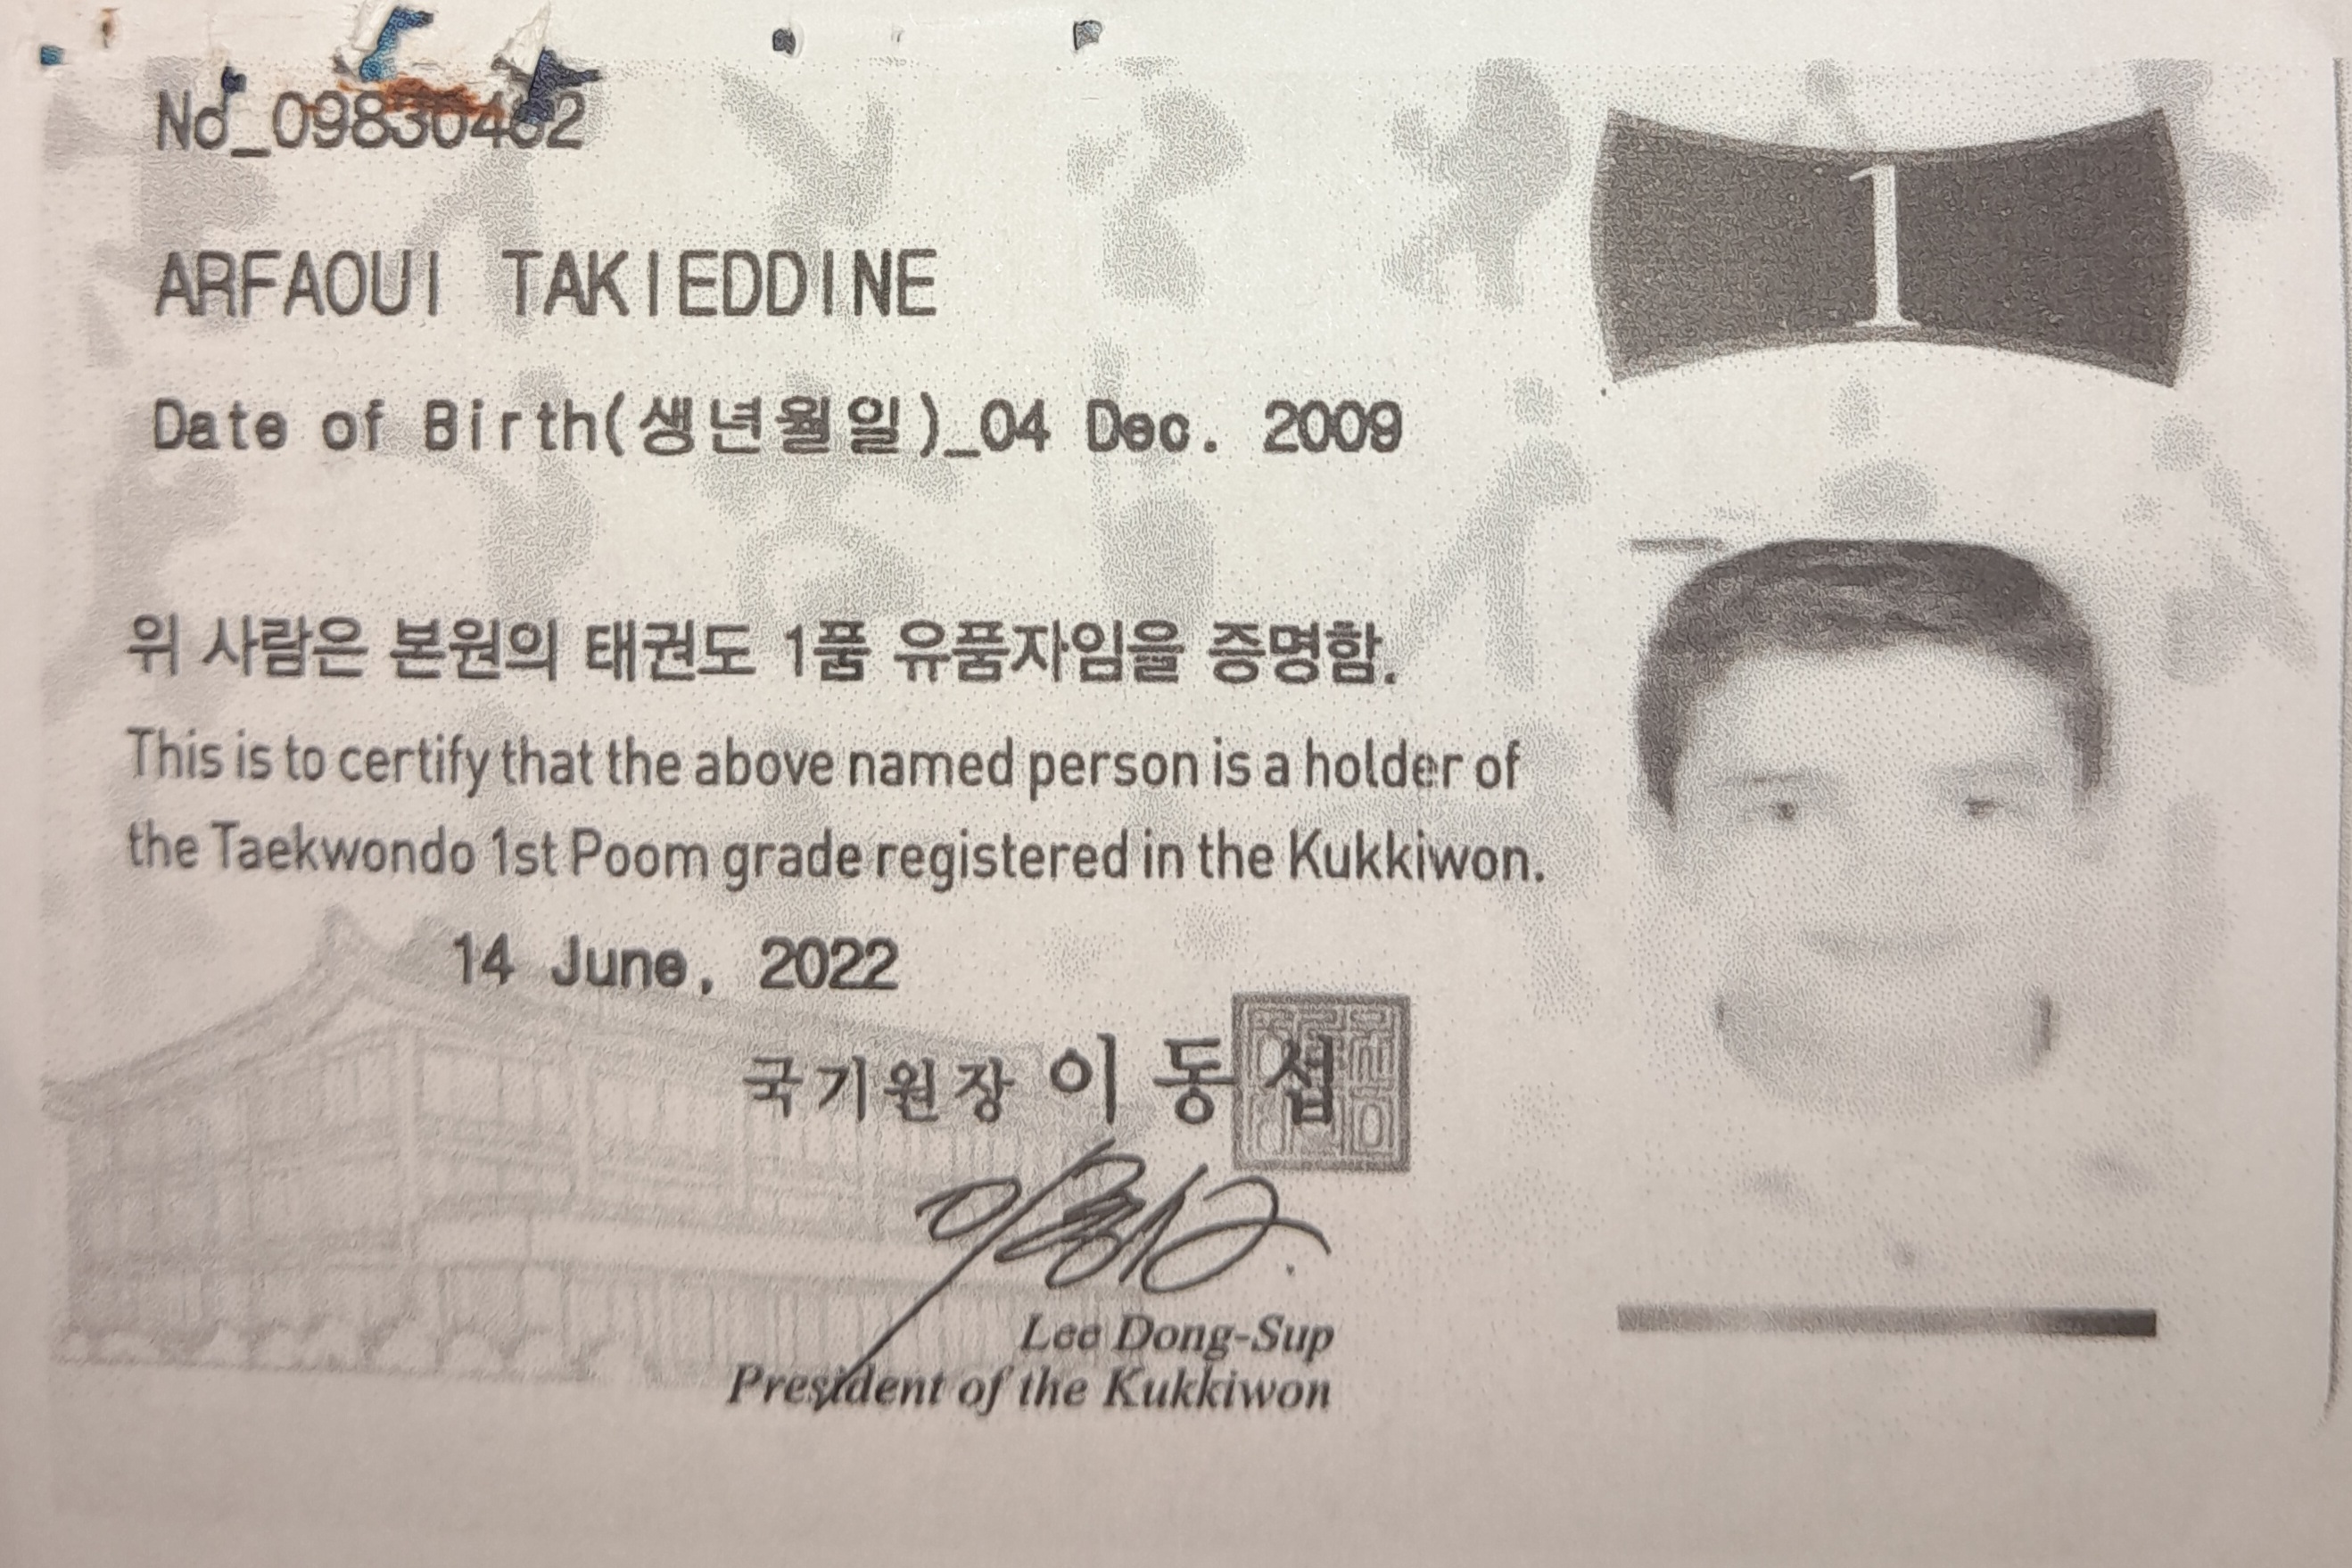 1
ARFAOUI TAKIEDDINE
Date of Birth(생년월일)_04 Dec. 2009
위 사람은 본원의 태권도 1품 유품자임을 증명함.
This is to certify that the above named person is a holder of
the Taekwondo 1st Poom grade registered in the Kukkiwon.
14 June, 2022
국기원장 이 동 섭
Lee Dong-Sup
President of the Kukkiwon